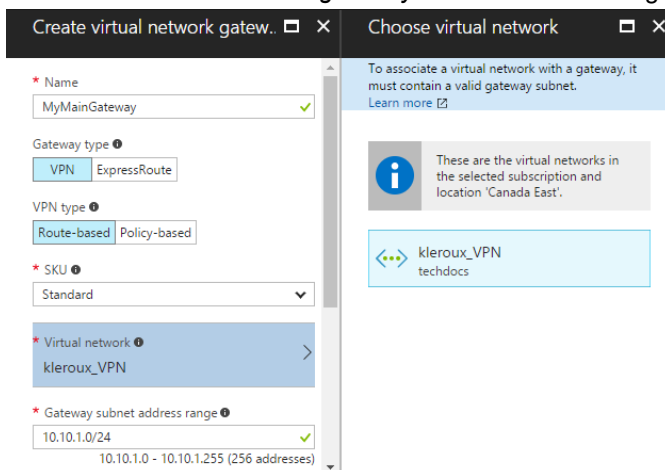 Create virtual network gatew..
* Name
MyMainGateway
Gateway type
VPN ExpressRoute
VPN type
Route-based Policy-based
* SKU
Standard
* Virtual network
kleroux_VPN
* Gateway subnet address range
10.10.1.0/24
10.10.1.0 - 10.10.1.255 (256 addresses)
Choose virtual network
To associate a virtual network with a gateway, it
must contain a valid gateway subnet.
Learn more
These are the virtual networks in
the selected subscription and
location 'Canada East'.
kleroux_VPN
techdocs